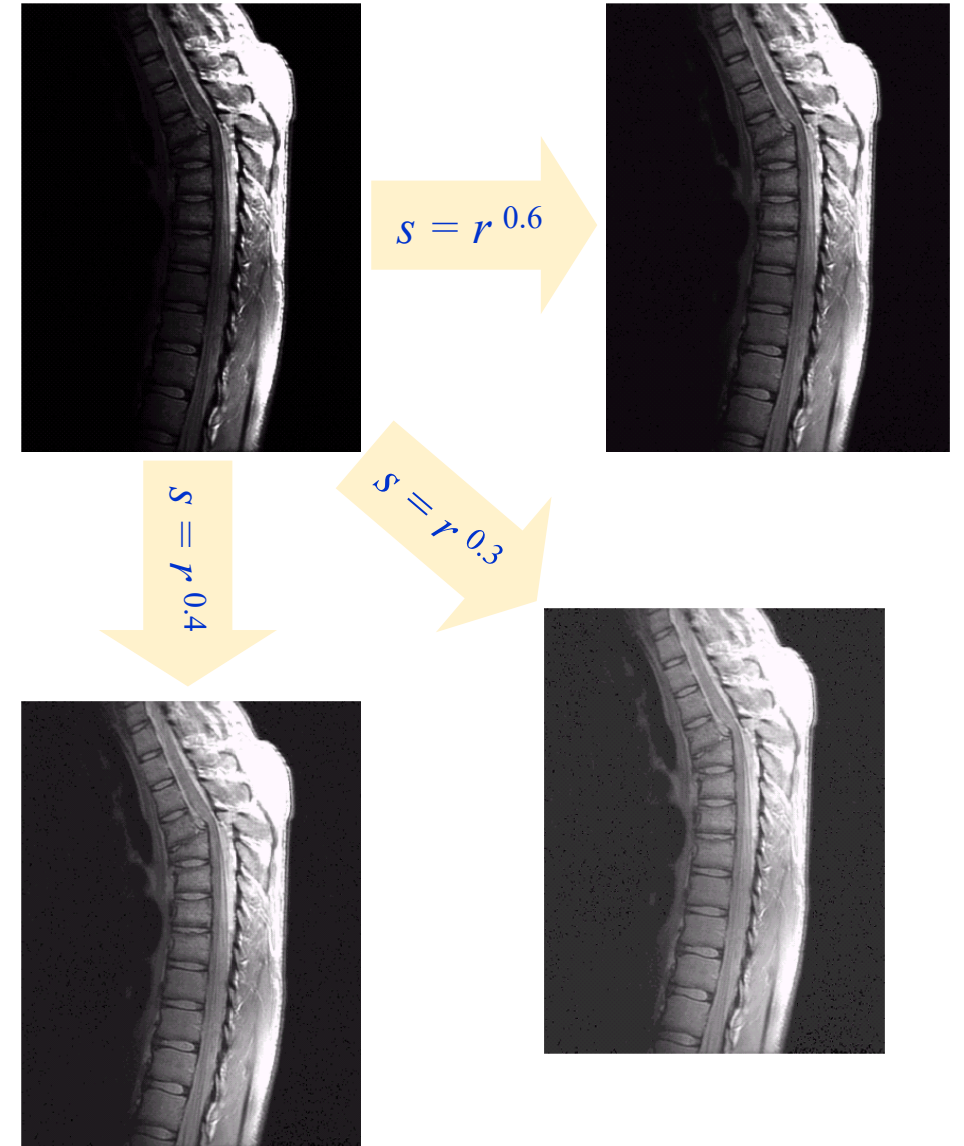 s = r 0.6
s = r 0.3
s = r 0.4